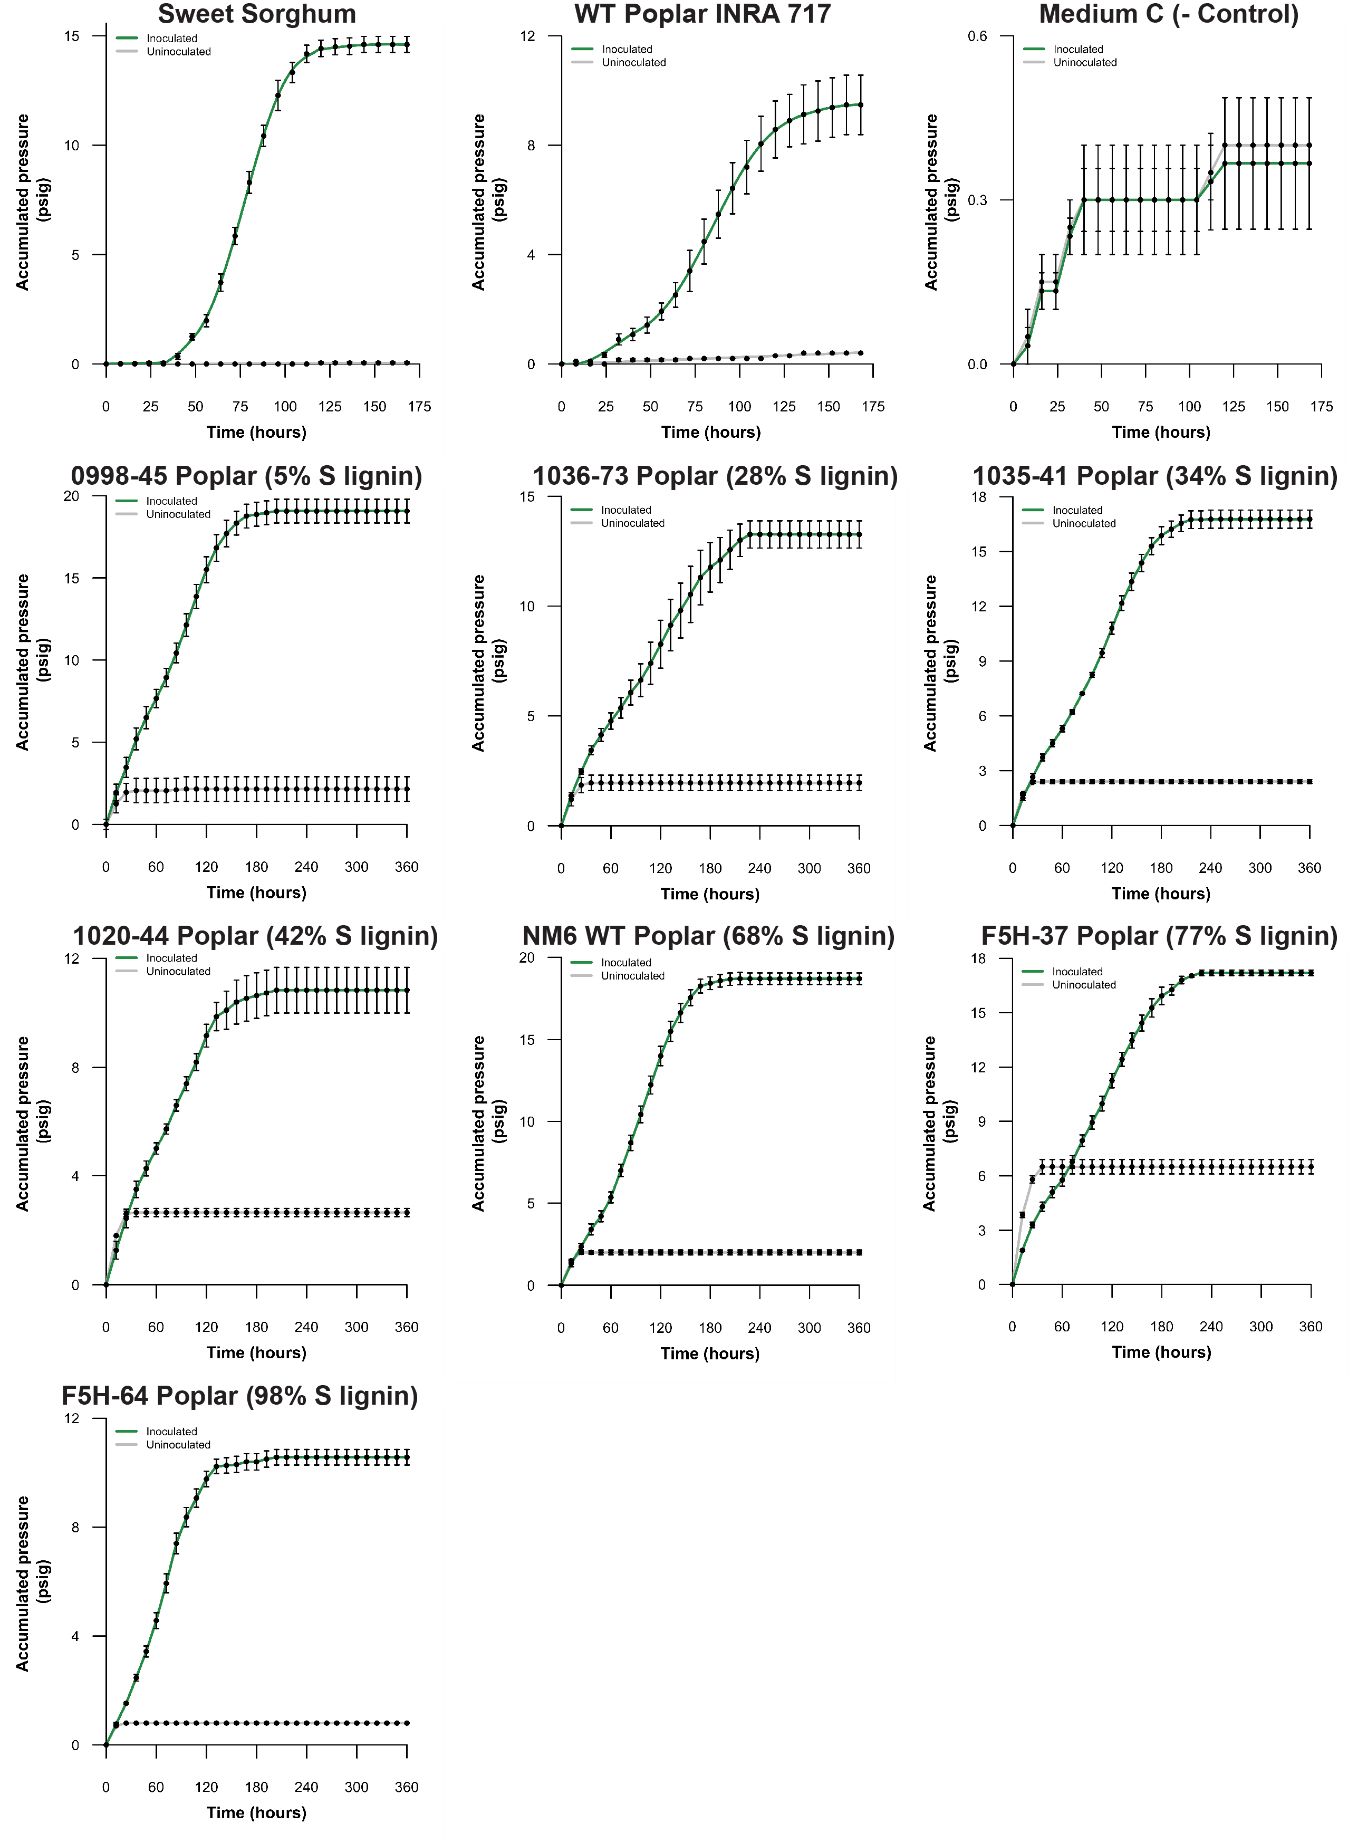 Sweet Sorghum
Inoculated
Uninoculated
Accumulated pressure
(psig)
15
10
5
0
0 25 50 75 100 125 150 175
Time (hours)
WT Poplar INRA 717
Inoculated
Uninoculated
Accumulated pressure
(psig)
12
8
4
0
0 25 50 75 100 125 150 175
Time (hours)
Medium C (- Control)
Inoculated
Uninoculated
Accumulated pressure
(psig)
0.6
0.3
0.0
0 25 50 75 100 125 150 175
Time (hours)
0998-45 Poplar (5% S lignin)
Inoculated
Uninoculated
Accumulated pressure
(psig)
20
15
10
5
0
0 60 120 180 240 300 360
Time (hours)
1036-73 Poplar (28% S lignin)
Inoculated
Uninoculated
Accumulated pressure
(psig)
15
10
5
0
0 60 120 180 240 300 360
Time (hours)
1035-41 Poplar (34% S lignin)
Inoculated
Uninoculated
Accumulated pressure
(psig)
18
15
12
9
6
3
0
0 60 120 180 240 300 360
Time (hours)
1020-44 Poplar (42% S lignin)
Inoculated
Uninoculated
Accumulated pressure
(psig)
12
8
4
0
0 60 120 180 240 300 360
Time (hours)
NM6 WT Poplar (68% S lignin)
Inoculated
Uninoculated
Accumulated pressure
(psig)
20
15
10
5
0
0 60 120 180 240 300 360
Time (hours)
F5H-37 Poplar (77% S lignin)
Inoculated
Uninoculated
Accumulated pressure
(psig)
18
15
12
9
6
3
0
0 60 120 180 240 300 360
Time (hours)
F5H-64 Poplar (98% S lignin)
Inoculated
Uninoculated
Accumulated pressure
(psig)
12
8
4
0
0 60 120 180 240 300 360
Time (hours)